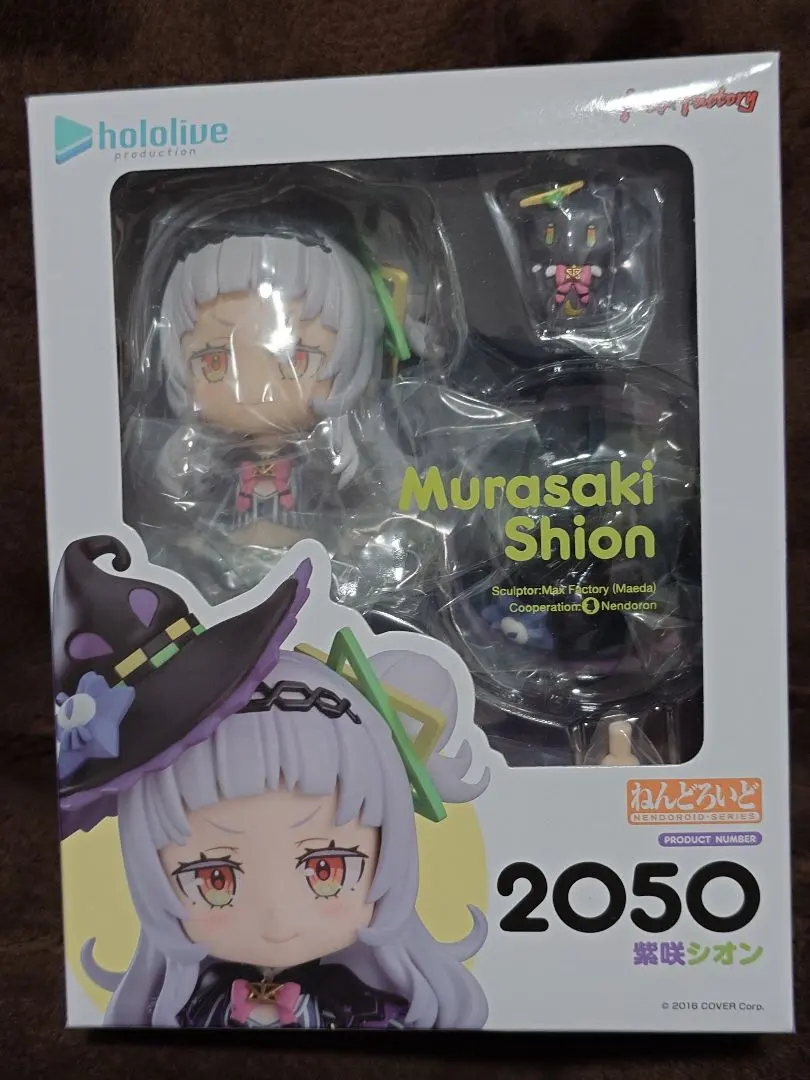 hololive
production
Factory
Murasaki
Shion
Sculptor:Max Factory (Maeda)
Cooperation: Nendoron
ねんどろいど
NENDOROID-SERIES
PRODUCT NUMBER
2050
紫咲シオン
© 2016 COVER Corp.